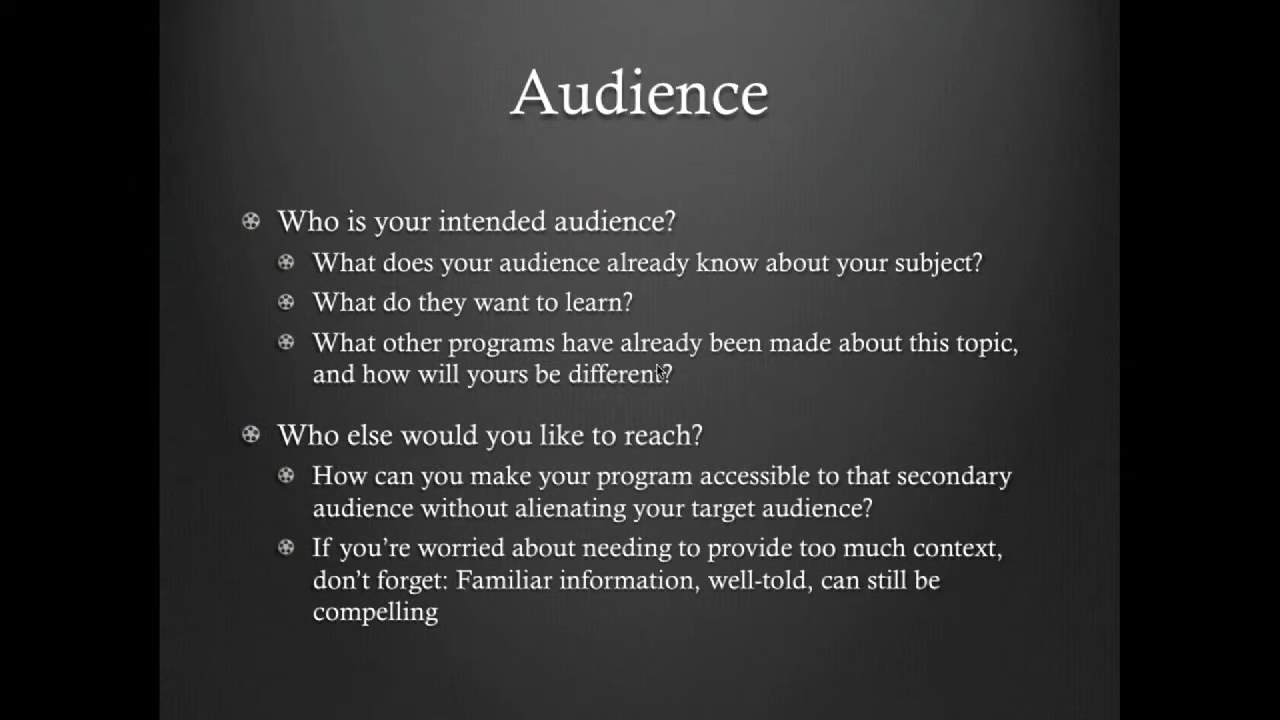 Audience
Who is your intended audience?
What does your audience already know about your subject?
What do they want to learn?
What other programs have already been made about this topic,
and how will yours be different?
Who else would you like to reach?
How can you make your program accessible to that secondary
audience without alienating your target audience?
If you’re worried about needing to provide too much context,
don’t forget: Familiar information, well-told, can still be
compelling